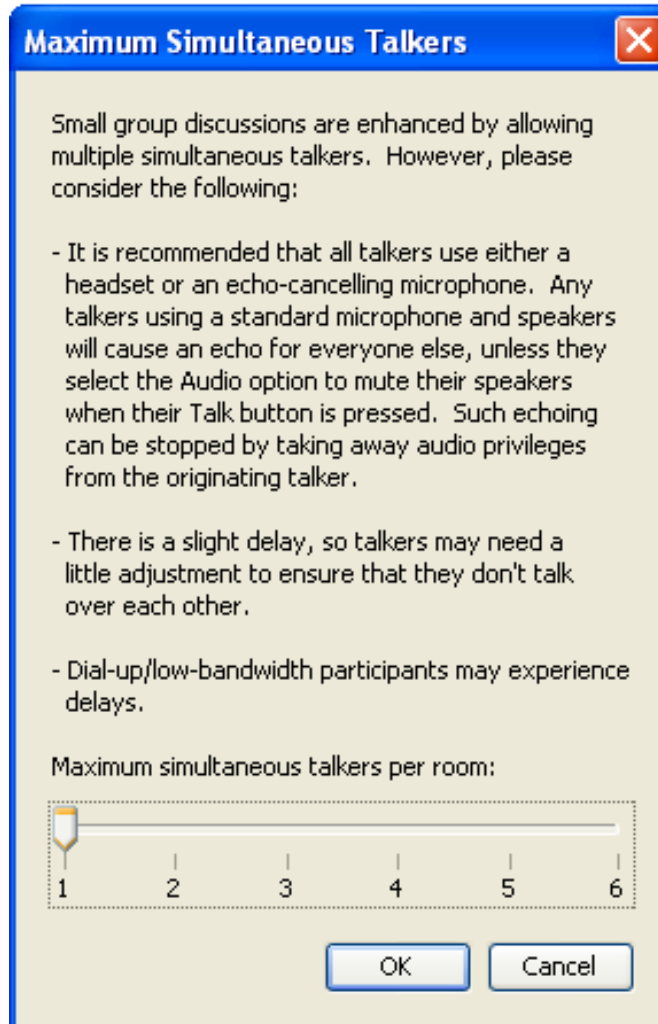 Maximum Simultaneous Talkers
Small group discussions are enhanced by allowing
multiple simultaneous talkers.  However, please
consider the following:
- It is recommended that all talkers use either a
headset or an echo-cancelling microphone.  Any
talkers using a standard microphone and speakers
will cause an echo for everyone else, unless they
select the Audio option to mute their speakers
when their Talk button is pressed.  Such echoing
can be stopped by taking away audio privileges
from the originating talker.
- There is a slight delay, so talkers may need a
little adjustment to ensure that they don't talk
over each other.
- Dial-up/low-bandwidth participants may experience
delays.
Maximum simultaneous talkers per room:
1 2 3 4 5 6
OK Cancel